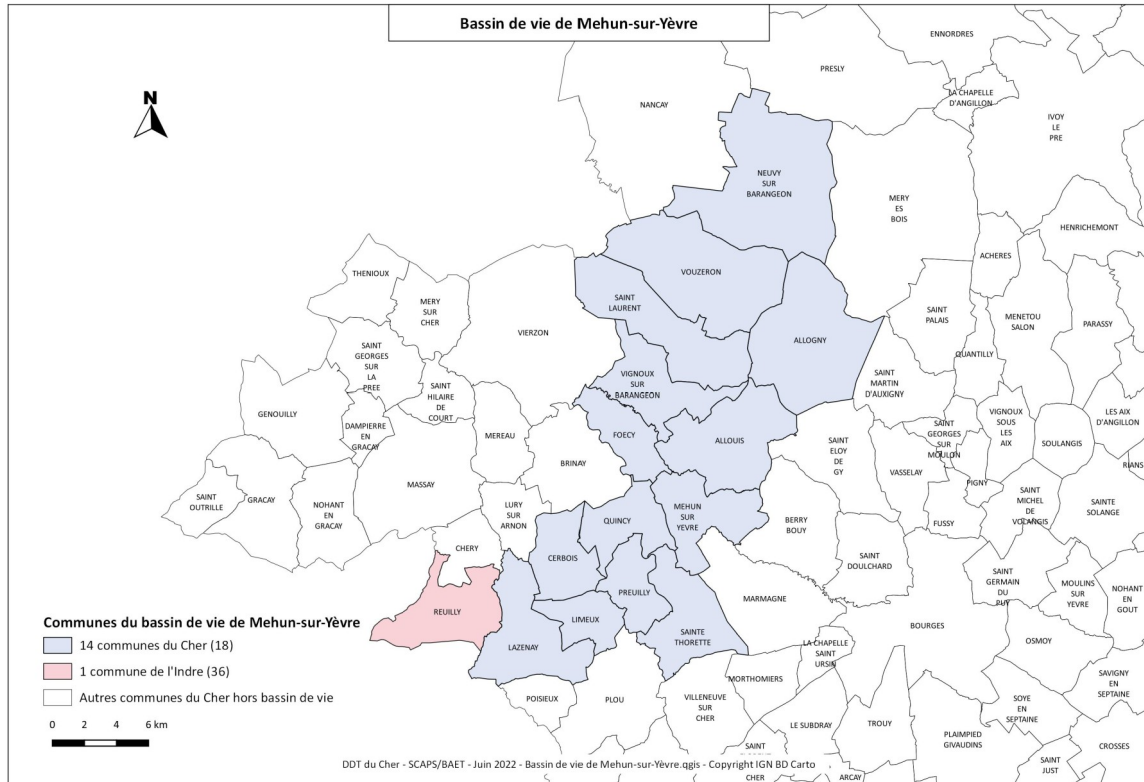 Bassin de vie de Mehun-sur-Yèvre
N
ENNORDRES
PRESLY
LA CHAPELLE
D'ANGILLON
NANCAY
IVOY
LE
PRE
NEUVY
SUR
BARANGEON
MERY
ES
BOIS
HENRICHEMONT
ACHERES
THENIOUX
VOUZERON
MERY
SUR
CHER
SAINT
LAURENT
SAINT
PALAIS
MENETOU
SALON
PARASSY
VIERZON
ALLOGNY
SAINT
GEORGES
SUR
LA
PREE
QUANTILLY
VIGNOUX
SUR
BARANGEON
SAINT
MARTIN
D'AUXIGNY
SAINT
HILAIRE
DE
COURT
GENOUILLY
VIGNOUX
SOUS
LES
AIX
LES AIX
D'ANGILLON
DAMPIERRE
EN
GRACAY
MEREAU
FOECY
ALLOUIS
SAINT
GEORGES
SUR
MOULON
SOULANGIS
SAINT
ELOY
DE
GY
BRINAY
VASSELAY
RIANS
MASSAY
PIGNY
SAINT
OUTRILLE
GRACAY
NOHANT
EN
GRACAY
LURY
SUR
ARNON
MEHUN
SUR
YEVRE
SAINT
MICHEL
DE
VOLANGIS
SAINTE
SOLANGE
QUINCY
BERRY
BOUY
FUSSY
CHERY
CERBOIS
SAINT
DOULCHARD
SAINT
GERMAIN
DU
PUY
MOULINS
SUR
YEVRE
NOHANT
EN
GOUT
PREUILLY
MARMAGNE
REUILLY
LIMEUX
BOURGES
SAINTE
THORETTE
LAZENAY
LA CHAPELLE
SAINT
URSIN
OSMOY
MORTHOMIERS
SAVIGNY
EN
SEPTAINE
POISIEUX
PLOU
VILLENEUVE
SUR
CHER
SOYE
EN
SEPTAINE
LE SUBDRAY
TROUY
PLAIMPIED
GIVAUDINS
CROSSES
SAINT
CHER
ARCAY
SAINT
JUST
Communes du bassin de vie de Mehun-sur-Yèvre
14 communes du Cher (18)
1 commune de l'Indre (36)
Autres communes du Cher hors bassin de vie
0 2 4 6 km
DDT du Cher - SCAPS/BAET - Juin 2022 - Bassin de vie de Mehun-sur-Yèvre.qgis - Copyright IGN BD Carto